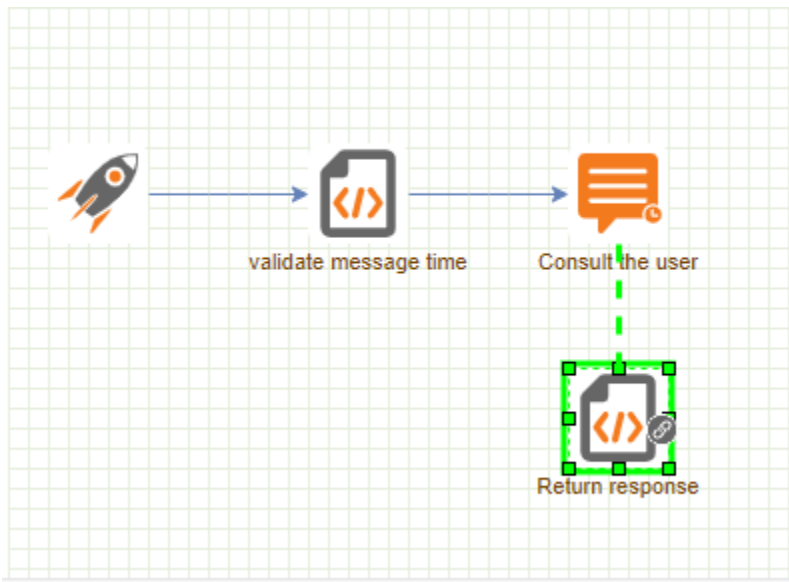 validate message time
Consult the user
Return response